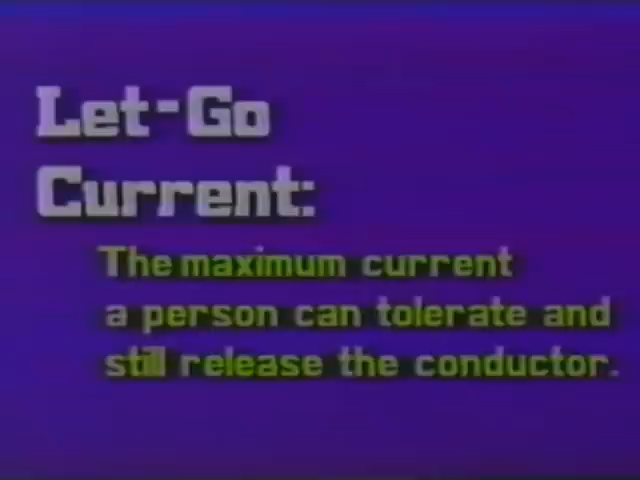 Let-Go
Current:
The maximum current
a person can tolerate and
still release the conductor.